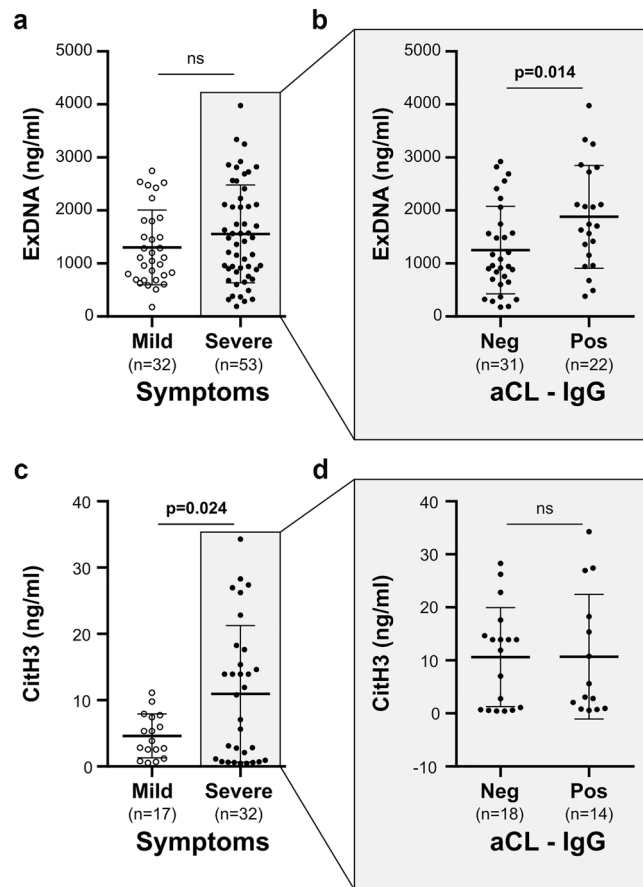 a
ns
5000
4000
3000
2000
1000
0
ExDNA (ng/ml)
Mild
Severe
(n=32)
(n=53)
Symptoms
b
p=0.014
5000
4000
3000
2000
1000
0
ExDNA (ng/ml)
Neg
Pos
(n=31)
(n=22)
aCL - IgG
c
p=0.024
40
30
20
10
0
CitH3 (ng/ml)
Mild
Severe
(n=17)
(n=32)
Symptoms
d
ns
40
30
20
10
0
-10
CitH3 (ng/ml)
Neg
Pos
(n=18)
(n=14)
aCL - IgG